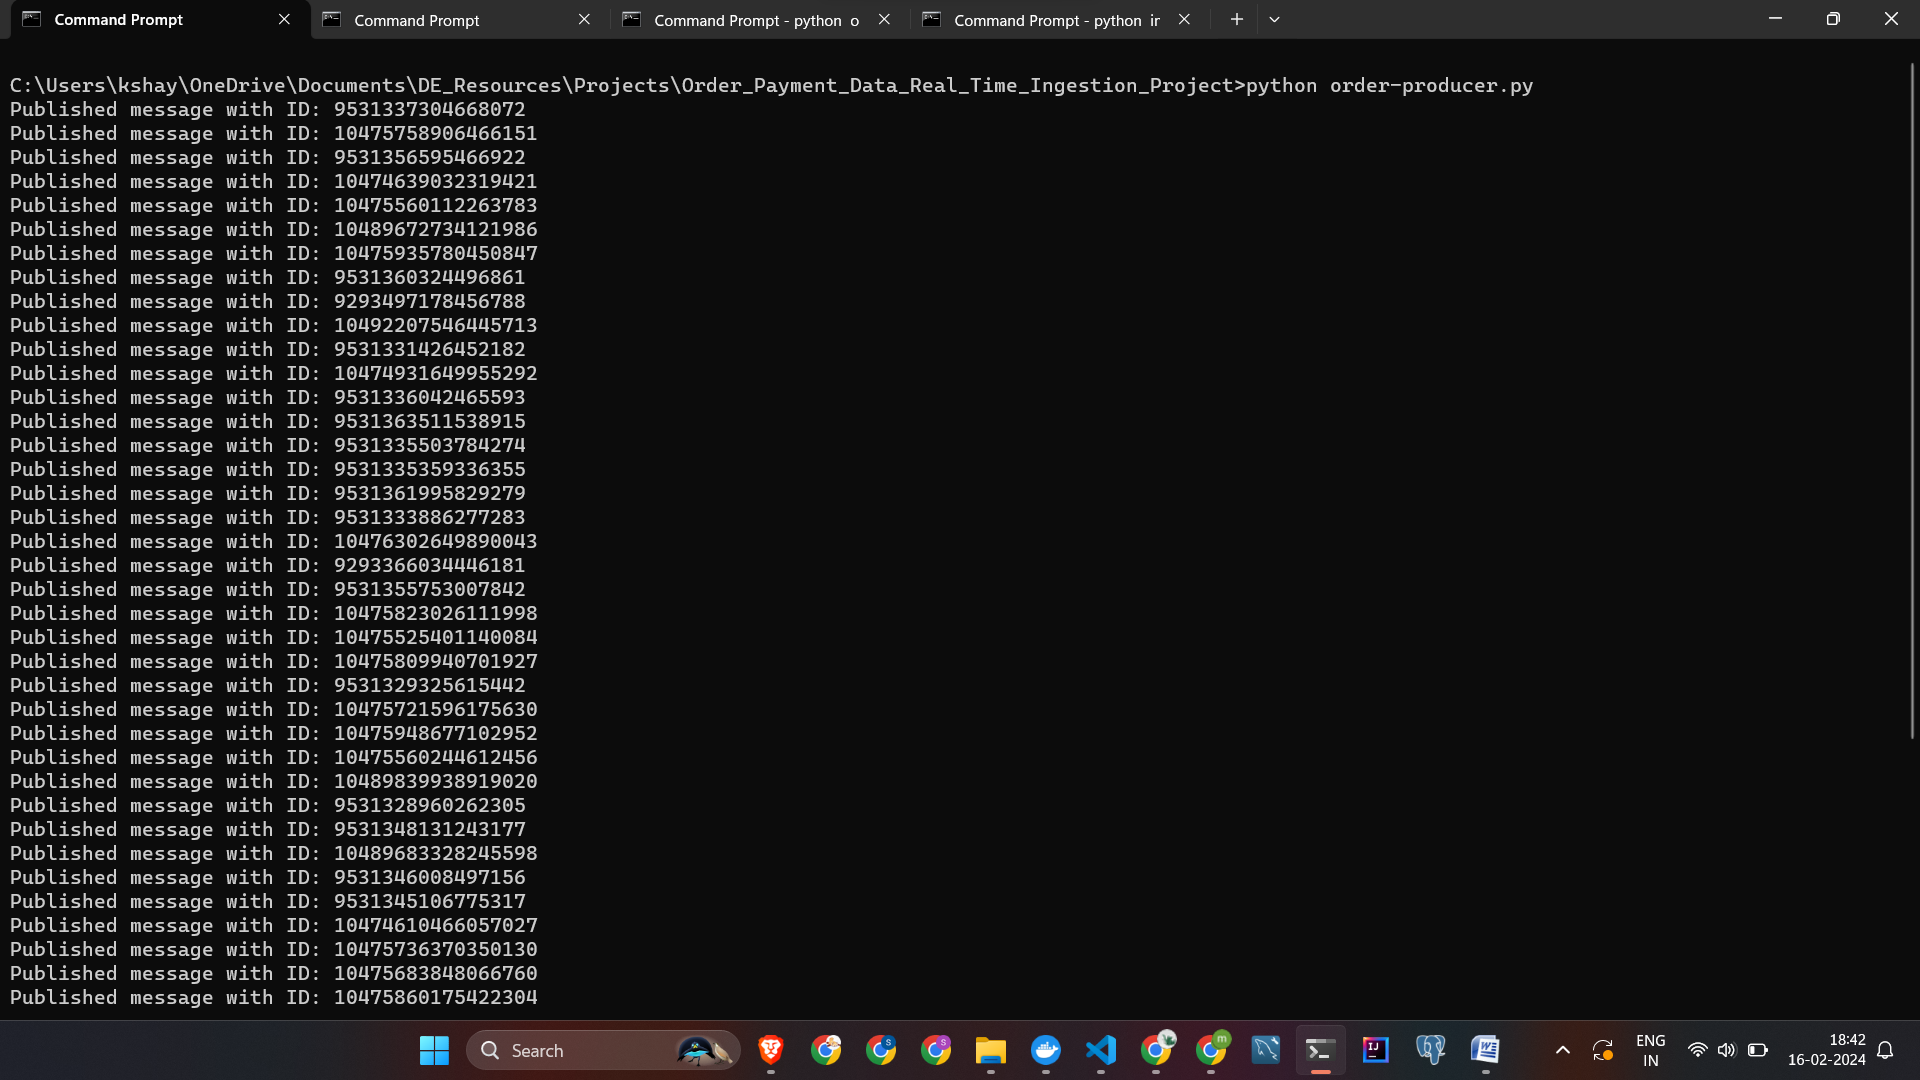 Command Prompt
Command Prompt
Command Prompt - python o
Command Prompt - python in
C:\Users\kshay\OneDrive\Documents\DE_Resources\Projects\Order_Payment_Data_Real_Time_Ingestion_Project>python order-producer.py
Published message with ID: 9531337304668072
Published message with ID: 10475758906466151
Published message with ID: 9531356595466922
Published message with ID: 10474639032319421
Published message with ID: 10475560112263783
Published message with ID: 10489672734121986
Published message with ID: 10475935780450847
Published message with ID: 9531360324496861
Published message with ID: 9293497178456788
Published message with ID: 10492207546445713
Published message with ID: 9531331426452182
Published message with ID: 10474931649955292
Published message with ID: 9531336042465593
Published message with ID: 9531363511538915
Published message with ID: 9531335503784274
Published message with ID: 9531335359336355
Published message with ID: 9531361995829279
Published message with ID: 9531333886277283
Published message with ID: 10476302649890043
Published message with ID: 9293366034446181
Published message with ID: 9531355753007842
Published message with ID: 10475823026111998
Published message with ID: 10475525401140084
Published message with ID: 10475809940701927
Published message with ID: 9531329325615442
Published message with ID: 10475721596175630
Published message with ID: 10475948677102952
Published message with ID: 10475560244612456
Published message with ID: 10489839938919020
Published message with ID: 9531328960262305
Published message with ID: 9531348131243177
Published message with ID: 10489683328245598
Published message with ID: 9531346008497156
Published message with ID: 9531345106775317
Published message with ID: 10474610466057027
Published message with ID: 10475736370350130
Published message with ID: 10475683848066760
Published message with ID: 10475860175422304
Search
ENG
IN
18:42
16-02-2024